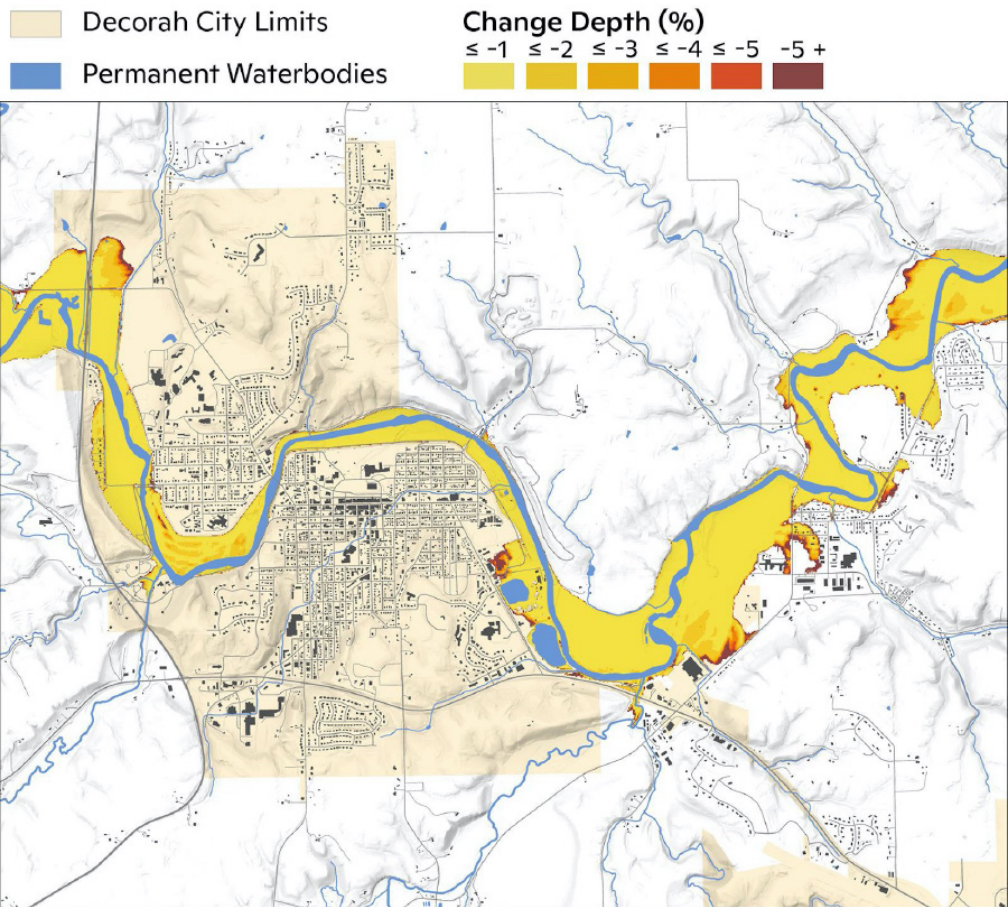 Decorah City Limits
Permanent Waterbodies
Change Depth (%)
≤ -1 ≤ -2 ≤ -3 ≤ -4 ≤ -5 -5 +